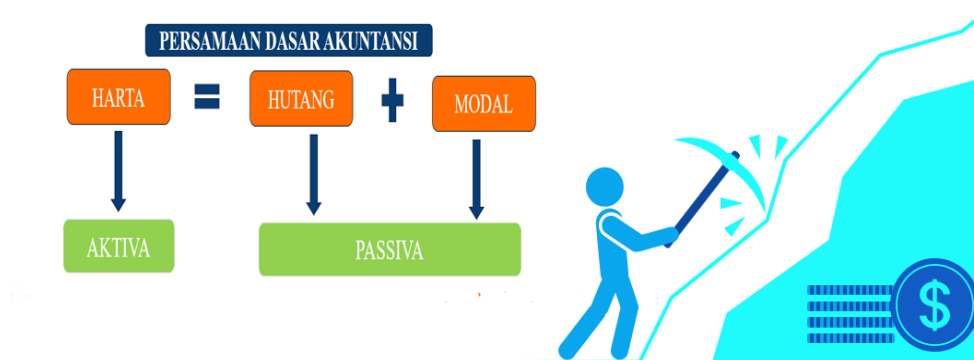 PERSAMAAN DASAR AKUNTANSI
HARTA = HUTANG + MODAL
AKTIVA PASSIVA
$